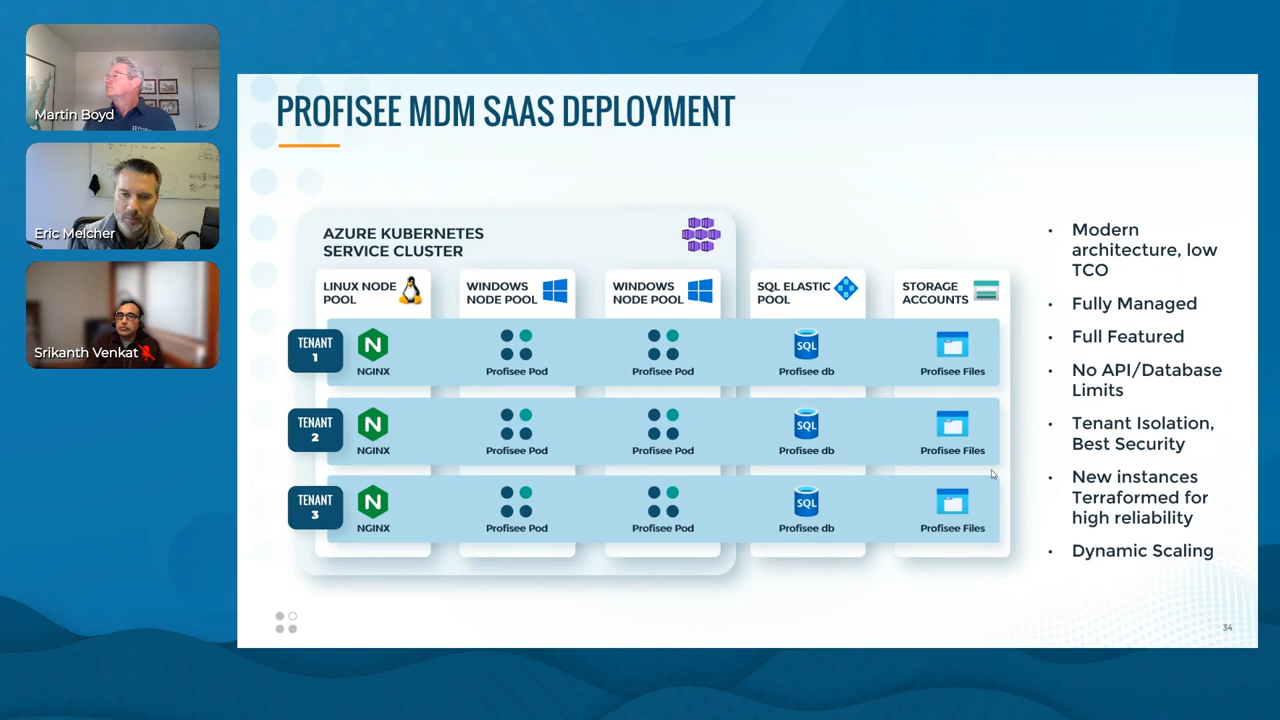 Martin Boyd
Eric Melcher
Srikanth Venkat
PROFISEE MDM SAAS DEPLOYMENT
AZURE KUBERNETES
SERVICE CLUSTER
LINUX NODE
POOL
WINDOWS
NODE POOL
WINDOWS
NODE POOL
SQL ELASTIC
POOL
STORAGE
ACCOUNTS
TENANT
1
NGINX
Profisee Pod
Profisee Pod
SQL
Profisee db
Profisee Files
TENANT
2
NGINX
Profisee Pod
Profisee Pod
SQL
Profisee db
Profisee Files
TENANT
3
NGINX
Profisee Pod
Profisee Pod
SQL
Profisee db
Profisee Files
• Modern
architecture, low
TCO
• Fully Managed
• Full Featured
• No API/Database
Limits
• Tenant Isolation,
Best Security
• New instances
Terraformed for
high reliability
• Dynamic Scaling
34